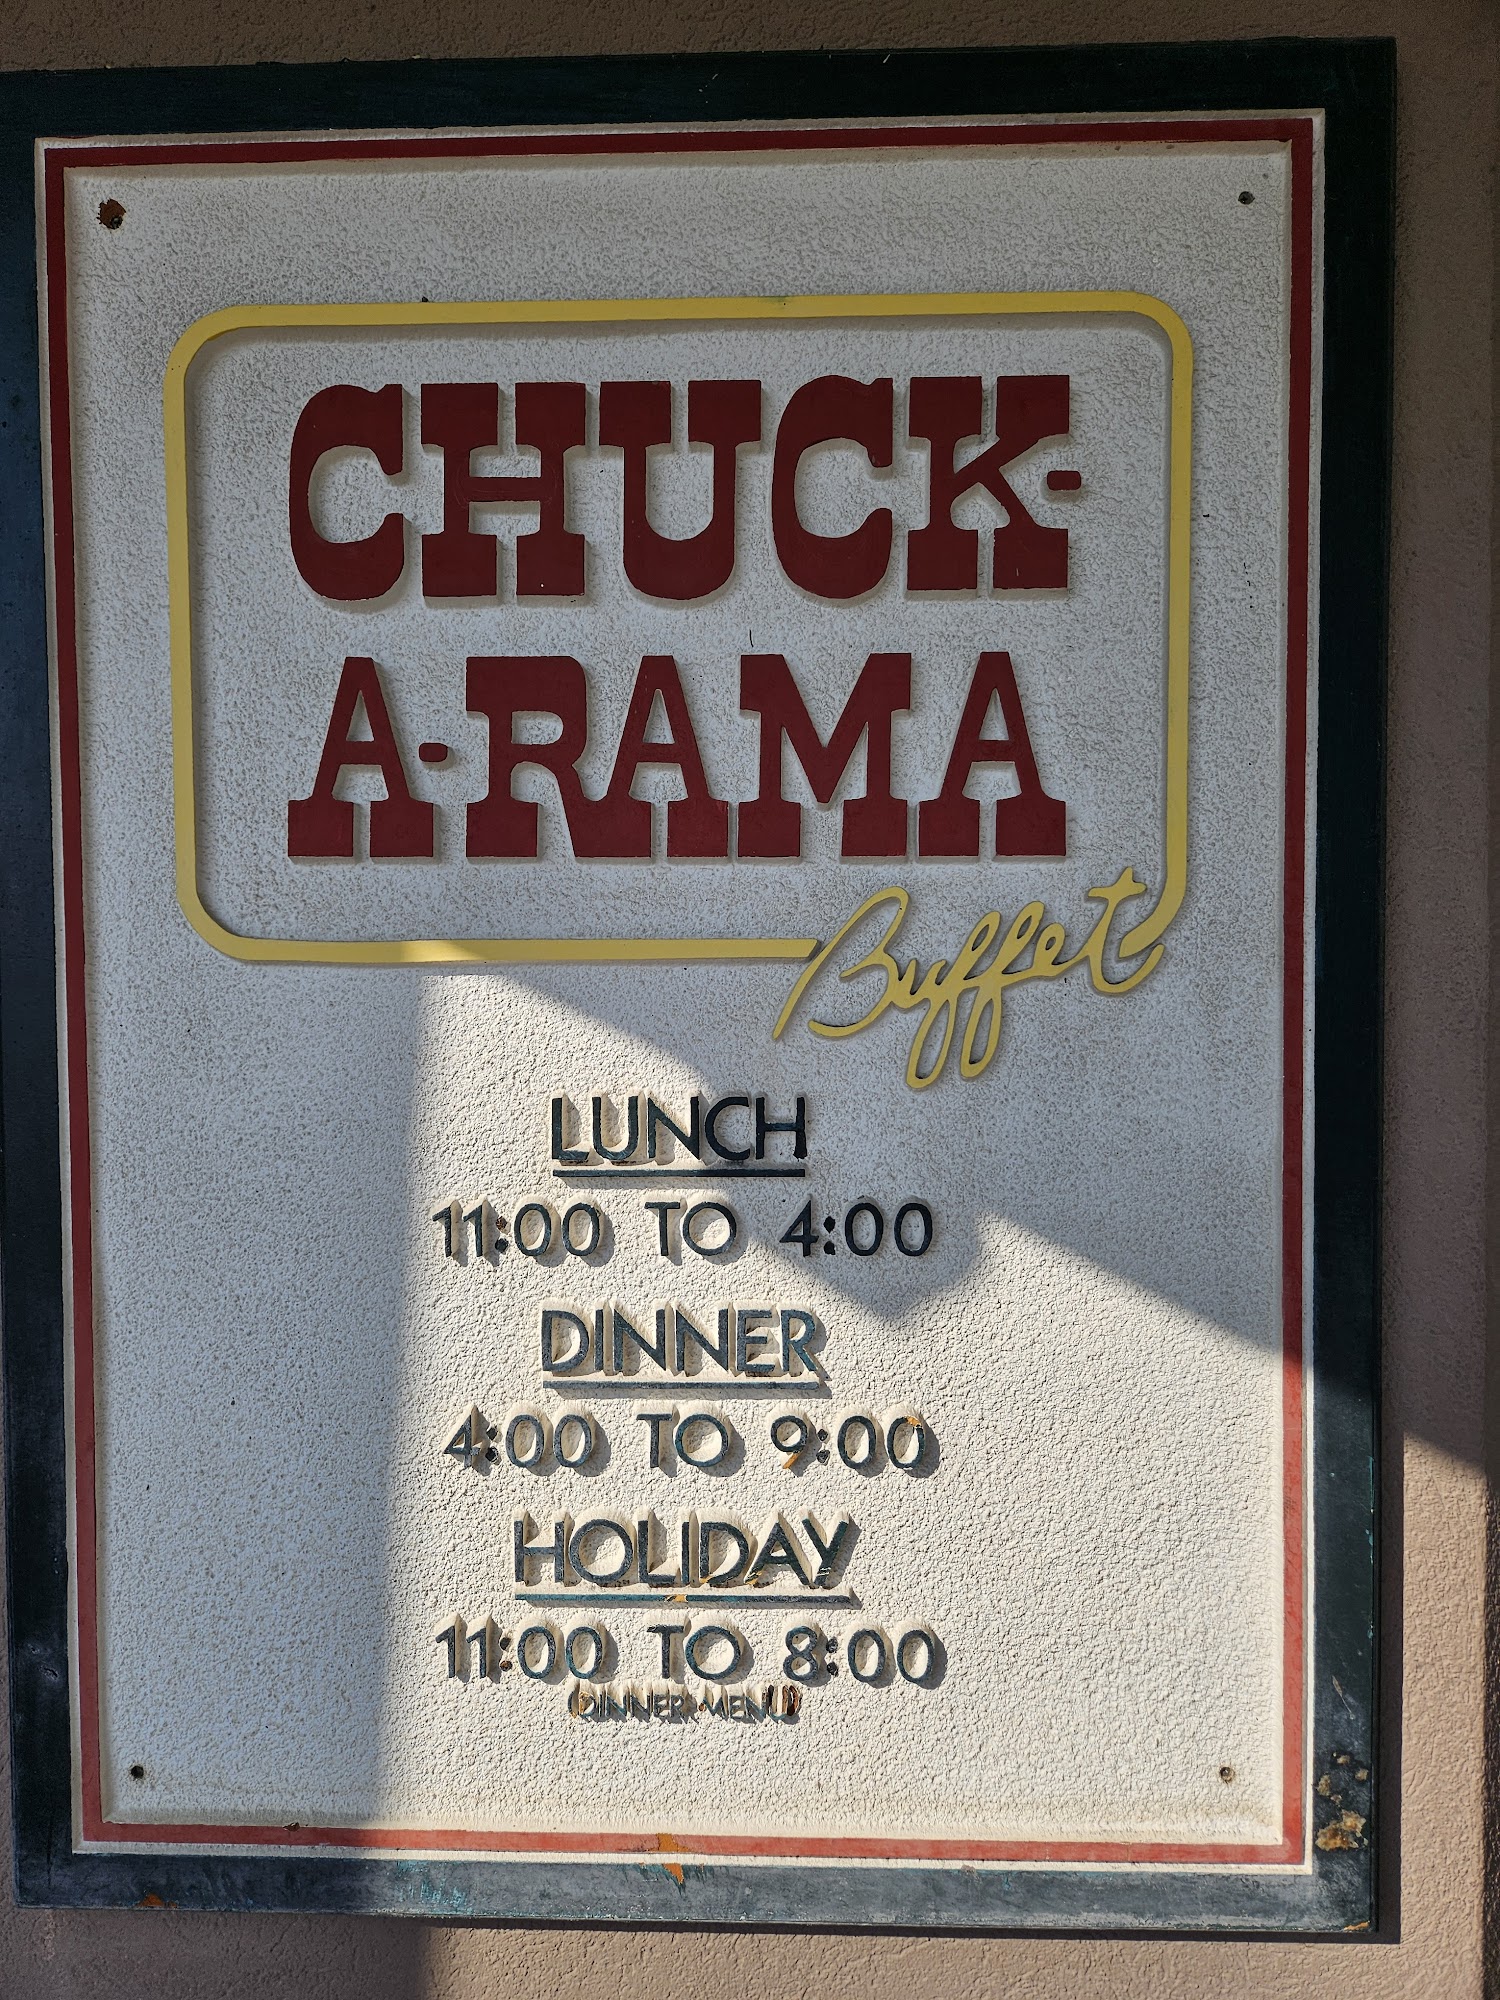 CHUCK-
A-RAMA
Buffet
LUNCH
11:00 TO 4:00
DINNER
4:00 TO 9:00
HOLIDAY
11:00 TO 8:00
(DINNER MENU)